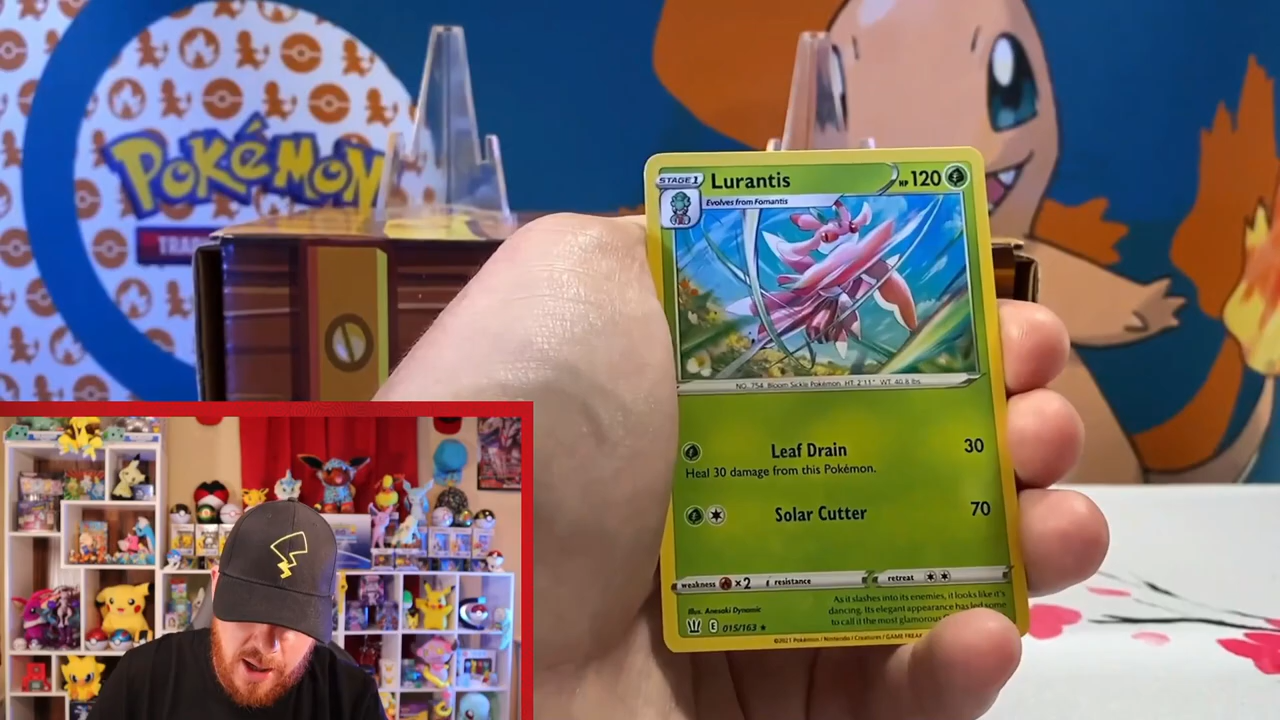 POKéMON
STAGE 1
Lurantis
HP 120
Evolves from Fomantis
NO. 754 Bloom Sickle Pokémon. HT: 2'11" WT: 40.8 lbs.
Leaf Drain 30
Heal 30 damage from this Pokémon.
Solar Cutter 70
weakness ×2 resistance retreat
Illus. Anesaki Dynamic
As it slashes into its enemies, it looks like it's
dancing. Its elegant appearance has led some
to call it the most glamorous
E 015/163 ★
©2021 Pokémon / Nintendo / Creatures / GAME FREAK